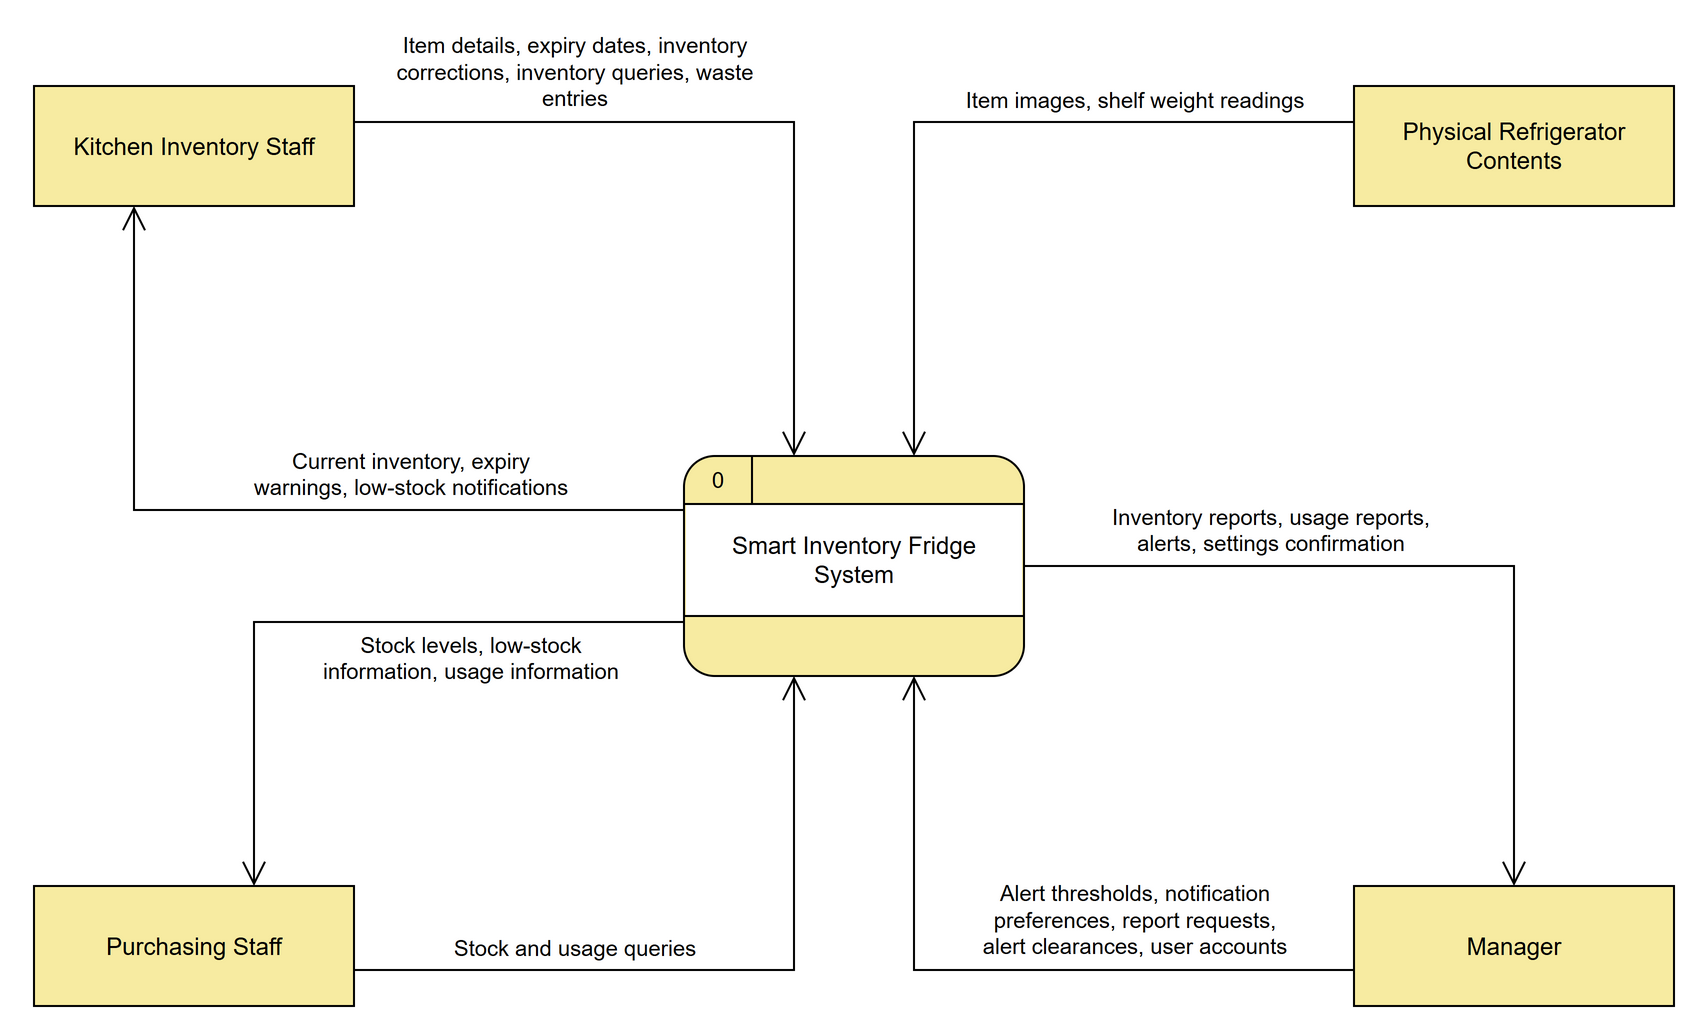 Item details, expiry dates, inventory
corrections, inventory queries, waste
entries
Kitchen Inventory Staff
Item images, shelf weight readings
Physical Refrigerator
Contents
Current inventory, expiry
warnings, low-stock notifications
0
Smart Inventory Fridge
System
Inventory reports, usage reports,
alerts, settings confirmation
Stock levels, low-stock
information, usage information
Purchasing Staff
Stock and usage queries
Alert thresholds, notification
preferences, report requests,
alert clearances, user accounts
Manager